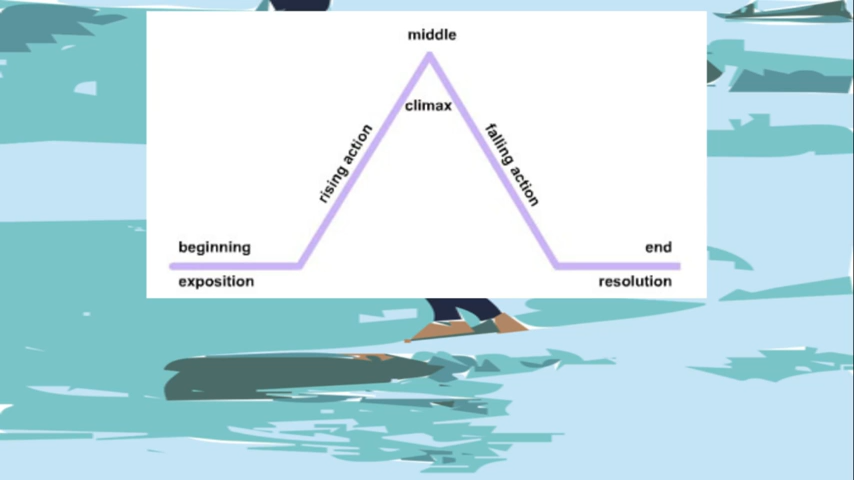 middle
climax
rising action
falling action
beginning
end
exposition
resolution